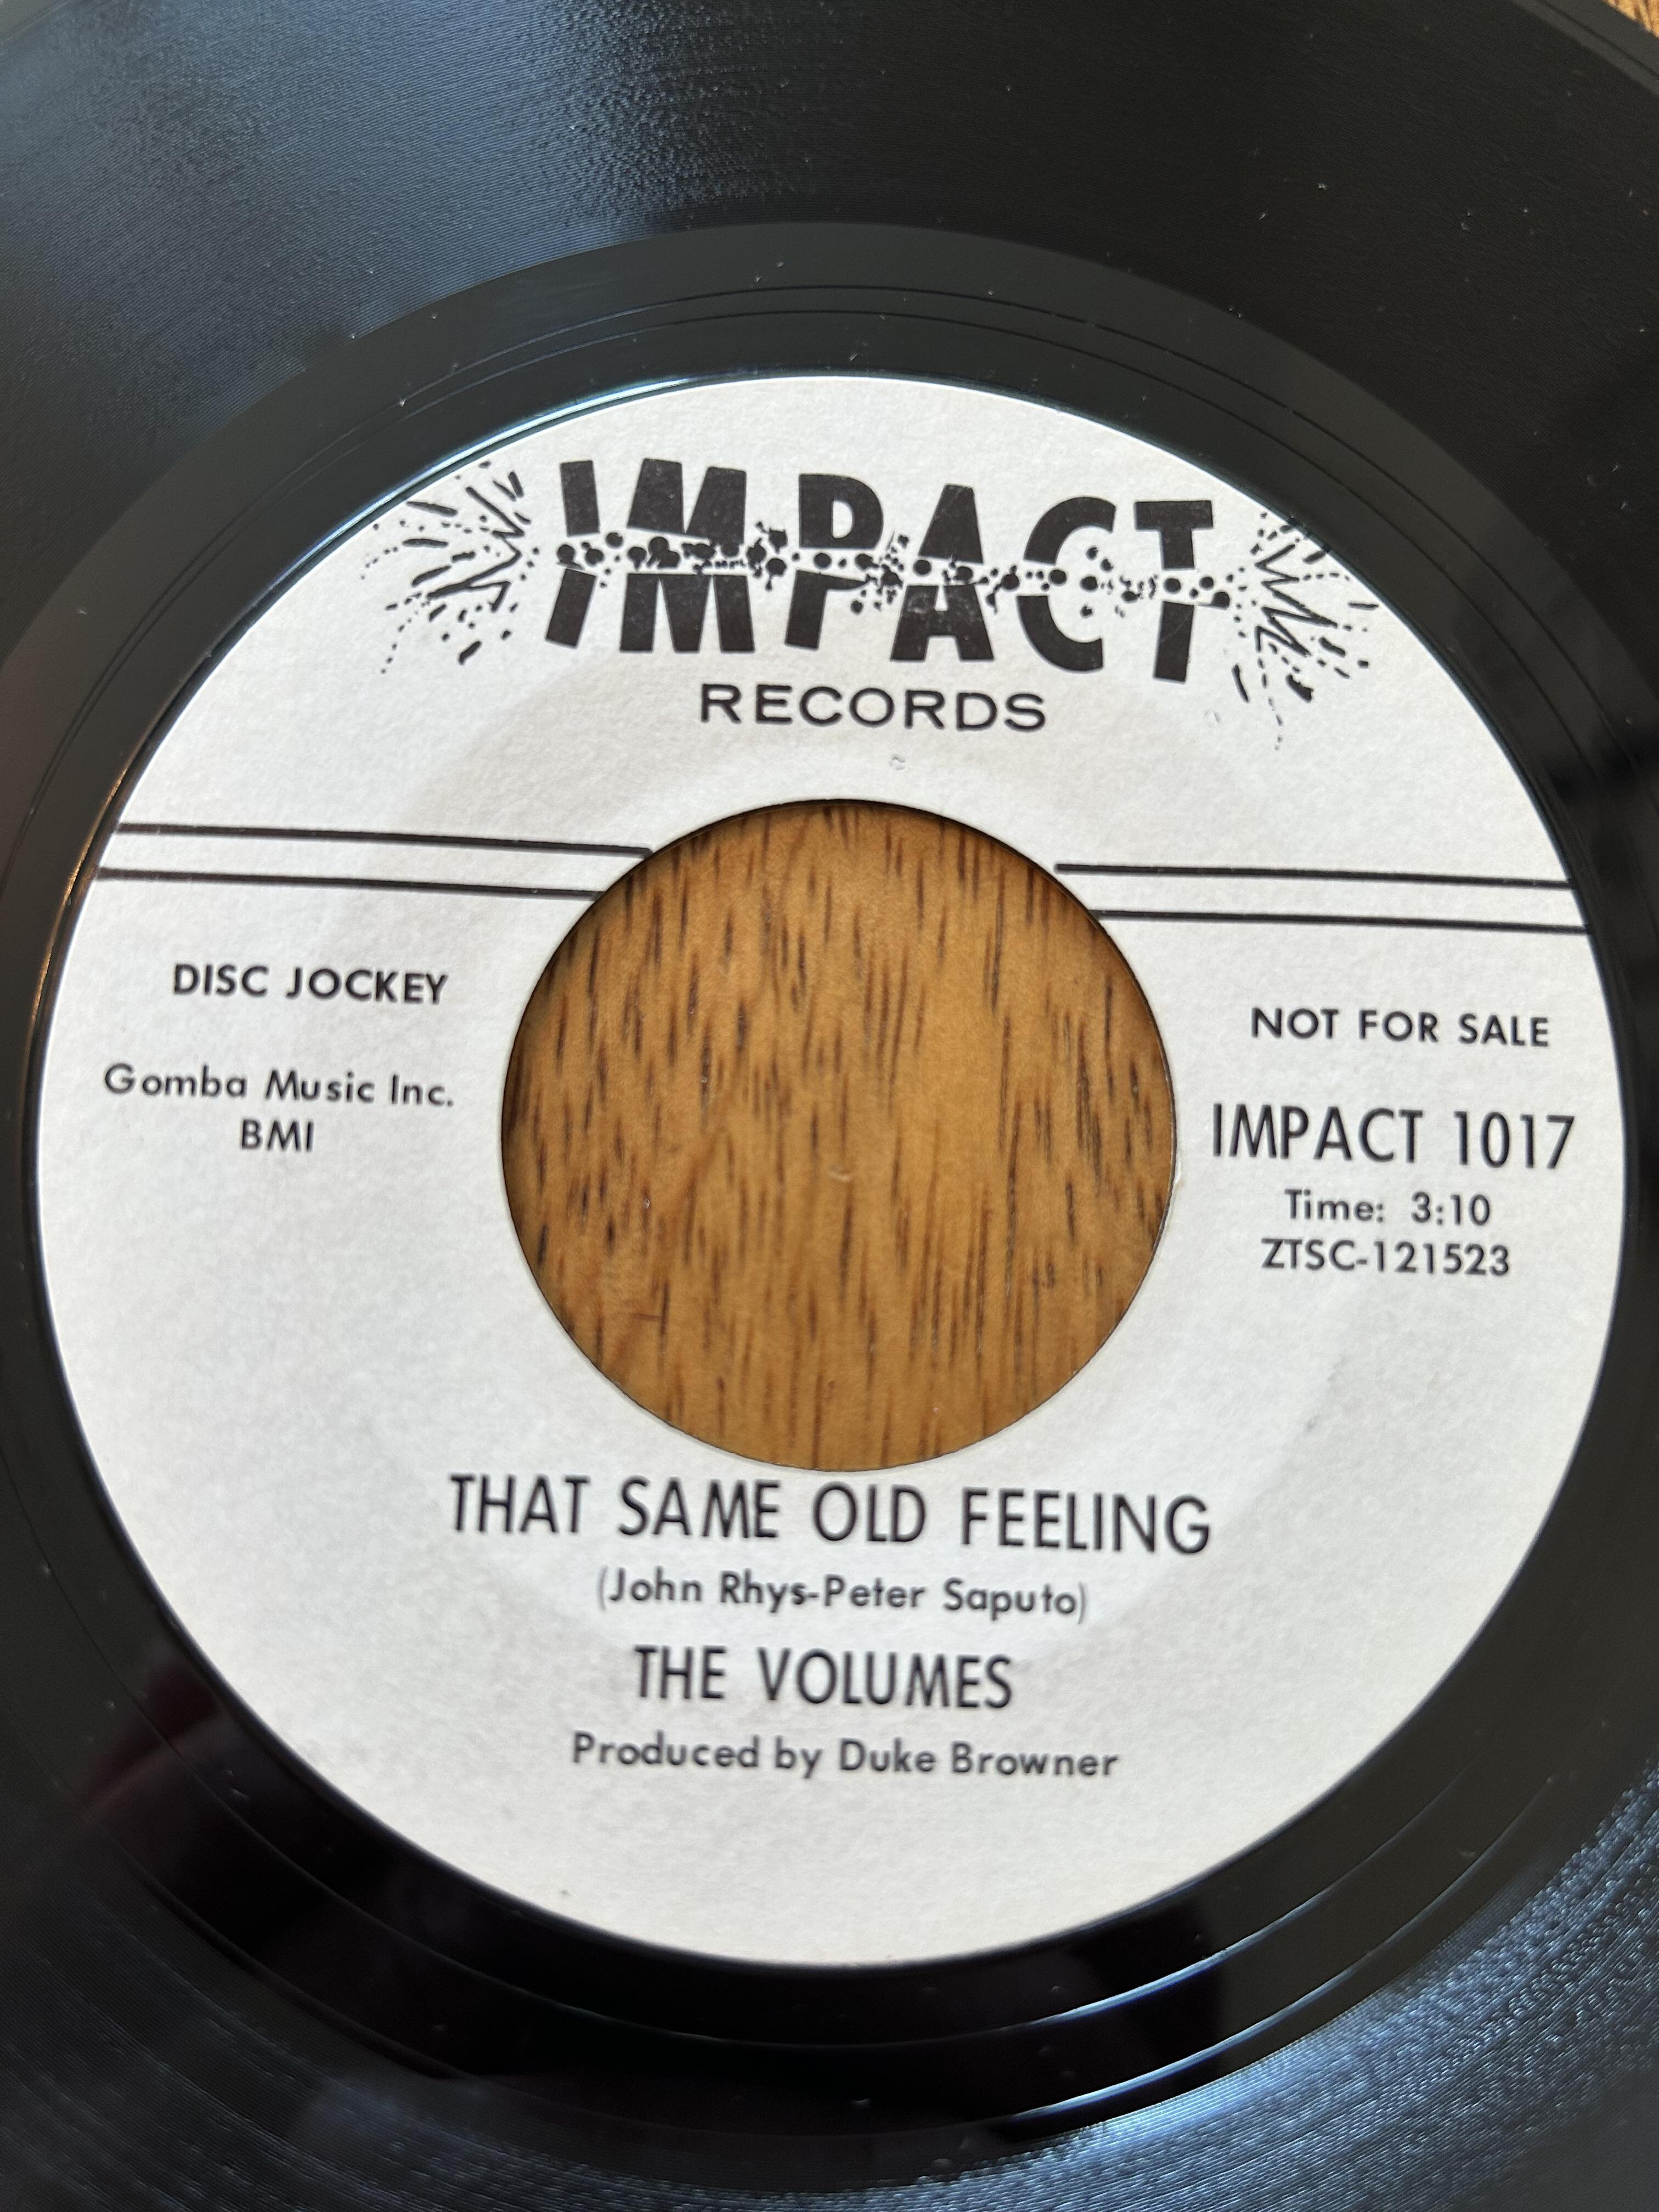 IMPACT
RECORDS
DISC JOCKEY
Gomba Music Inc.
BMI
NOT FOR SALE
IMPACT 1017
Time: 3:10
ZTSC-121523
THAT SAME OLD FEELING
(John Rhys-Peter Saputo)
THE VOLUMES
Produced by Duke Browner